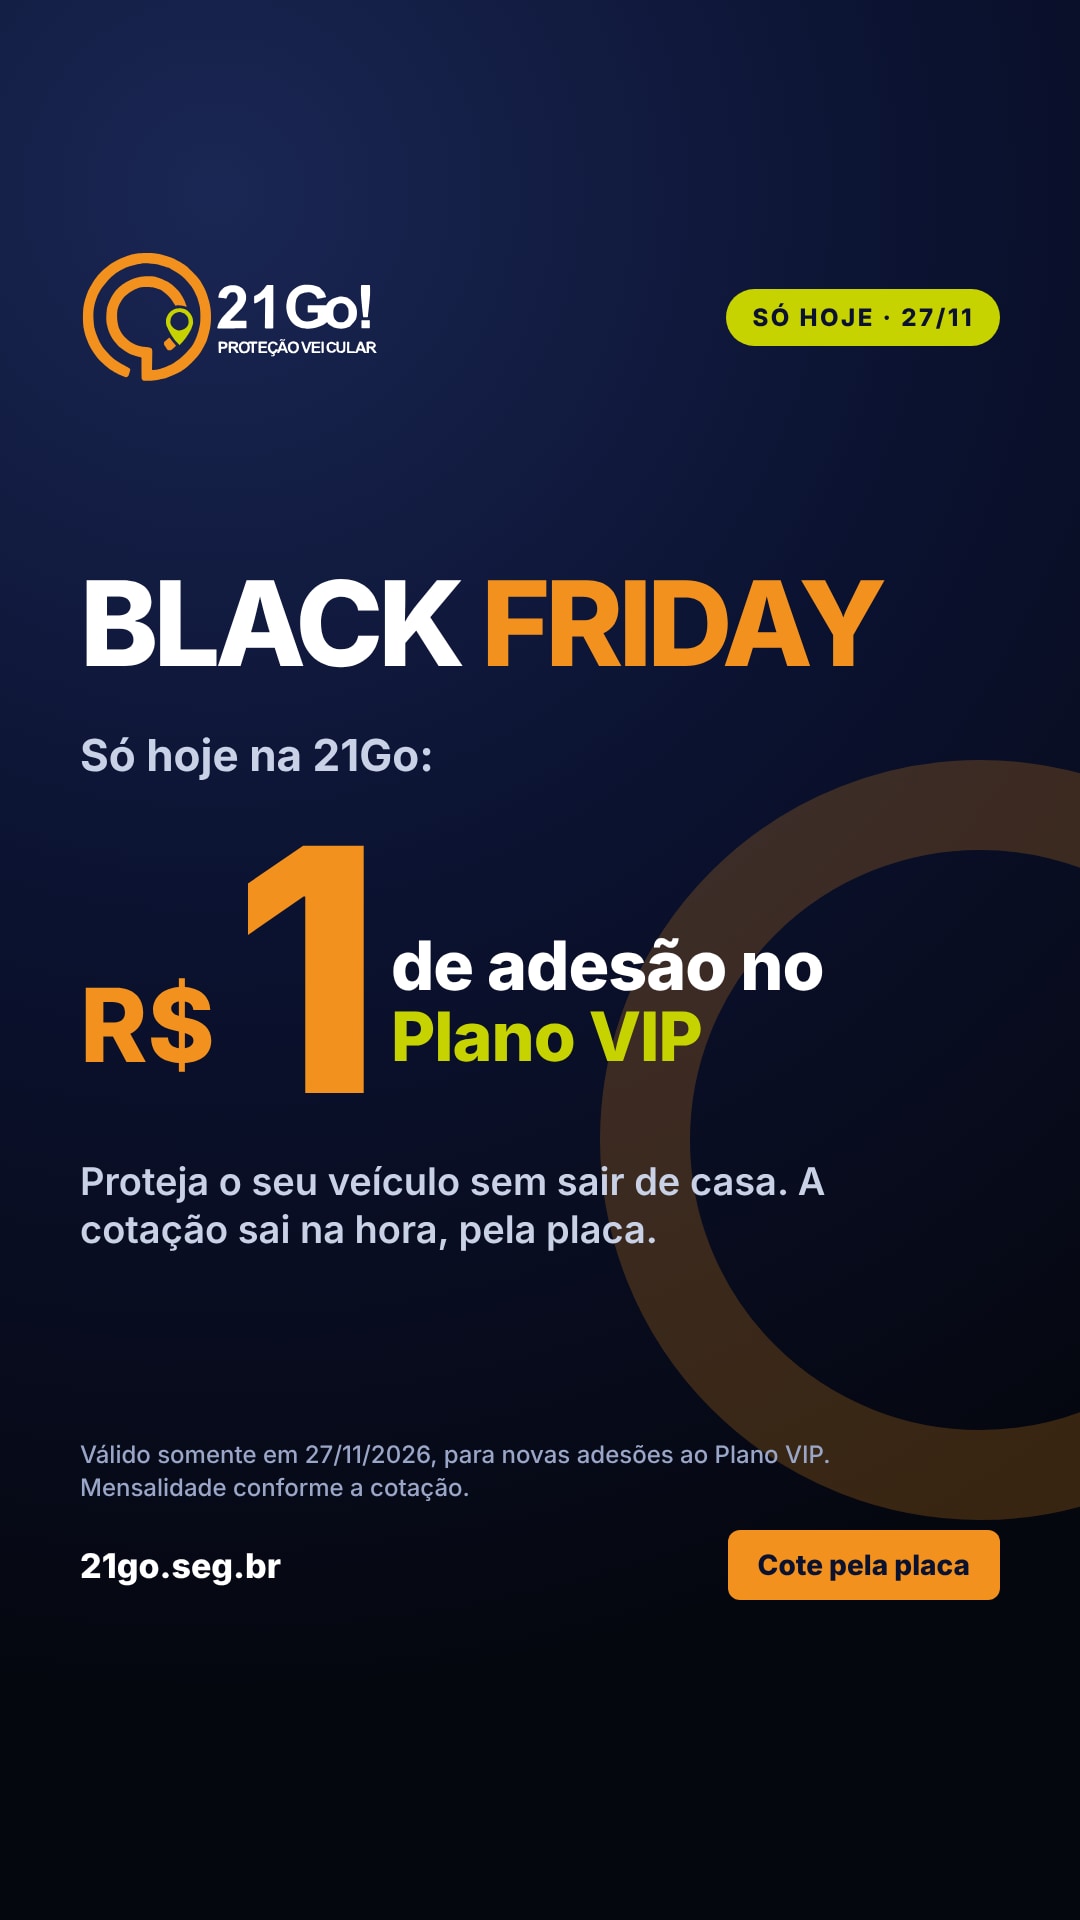 21Go!
PROTEÇÃO VEICULAR
SÓ HOJE · 27/11
BLACK FRIDAY
Só hoje na 21Go:
R$ 1 de adesão no
Plano VIP
Proteja o seu veículo sem sair de casa. A
cotação sai na hora, pela placa.
Válido somente em 27/11/2026, para novas adesões ao Plano VIP.
Mensalidade conforme a cotação.
21go.seg.br
Cote pela placa